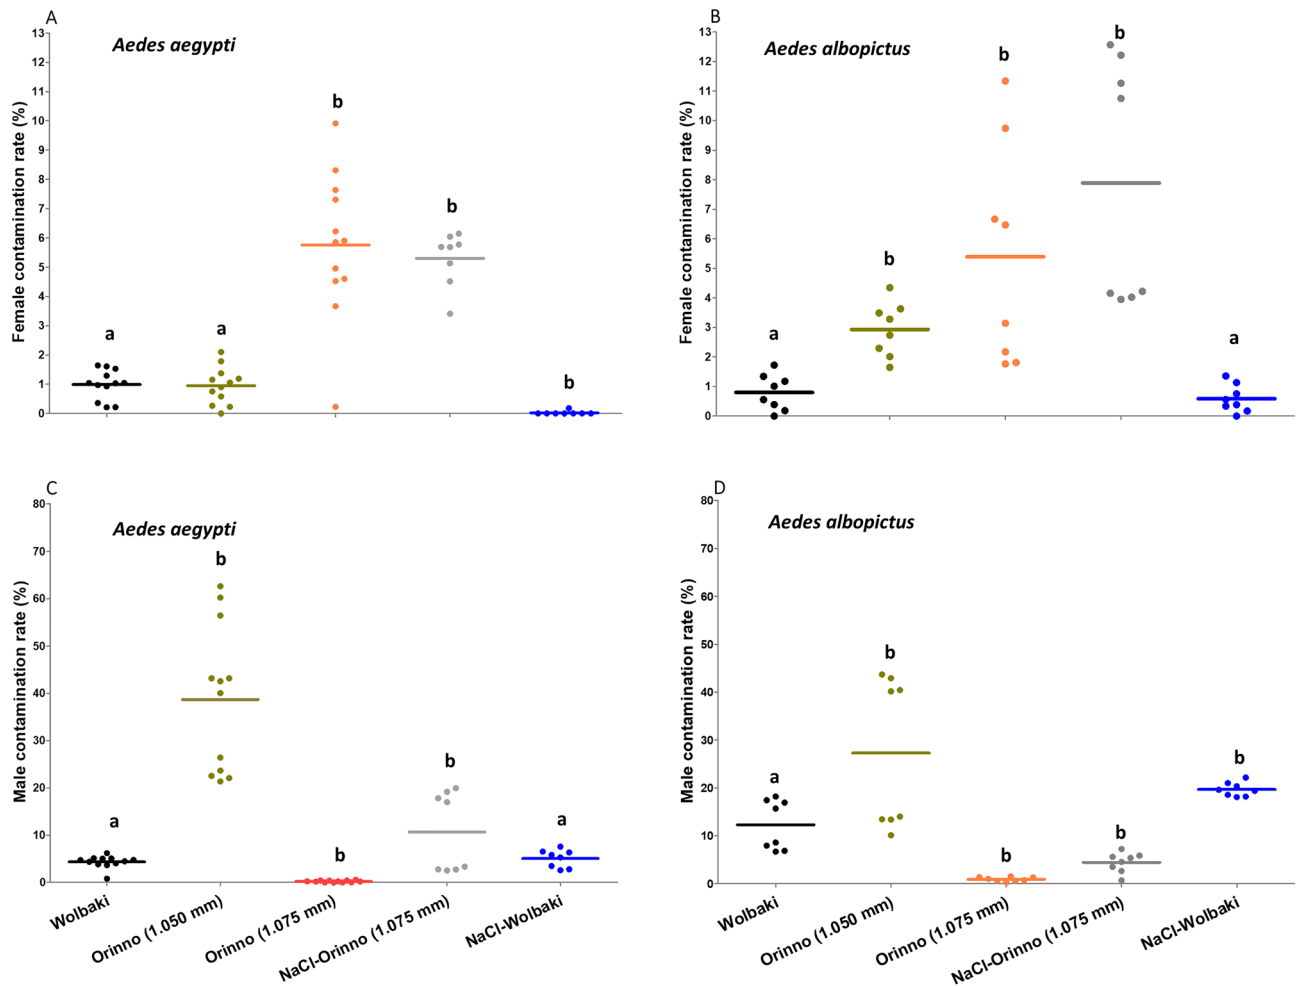 A
Aedes aegypti
Female contamination rate (%)
13
12
11
10
9
8
7
6
5
4
3
2
1
0
a
a
b
b
b
B
Aedes albopictus
Female contamination rate (%)
13
12
11
10
9
8
7
6
5
4
3
2
1
0
a
b
b
b
a
C
Aedes aegypti
Male contamination rate (%)
80
70
60
50
40
30
20
10
0
a
b
b
b
a
Wolbaki
Orinno (1.050 mm)
Orinno (1.075 mm)
NaCl-Orinno (1.075 mm)
NaCl-Wolbaki
D
Aedes albopictus
Male contamination rate (%)
80
70
60
50
40
30
20
10
0
a
b
b
b
b
Wolbaki
Orinno (1.050 mm)
Orinno (1.075 mm)
NaCl-Orinno (1.075 mm)
NaCl-Wolbaki